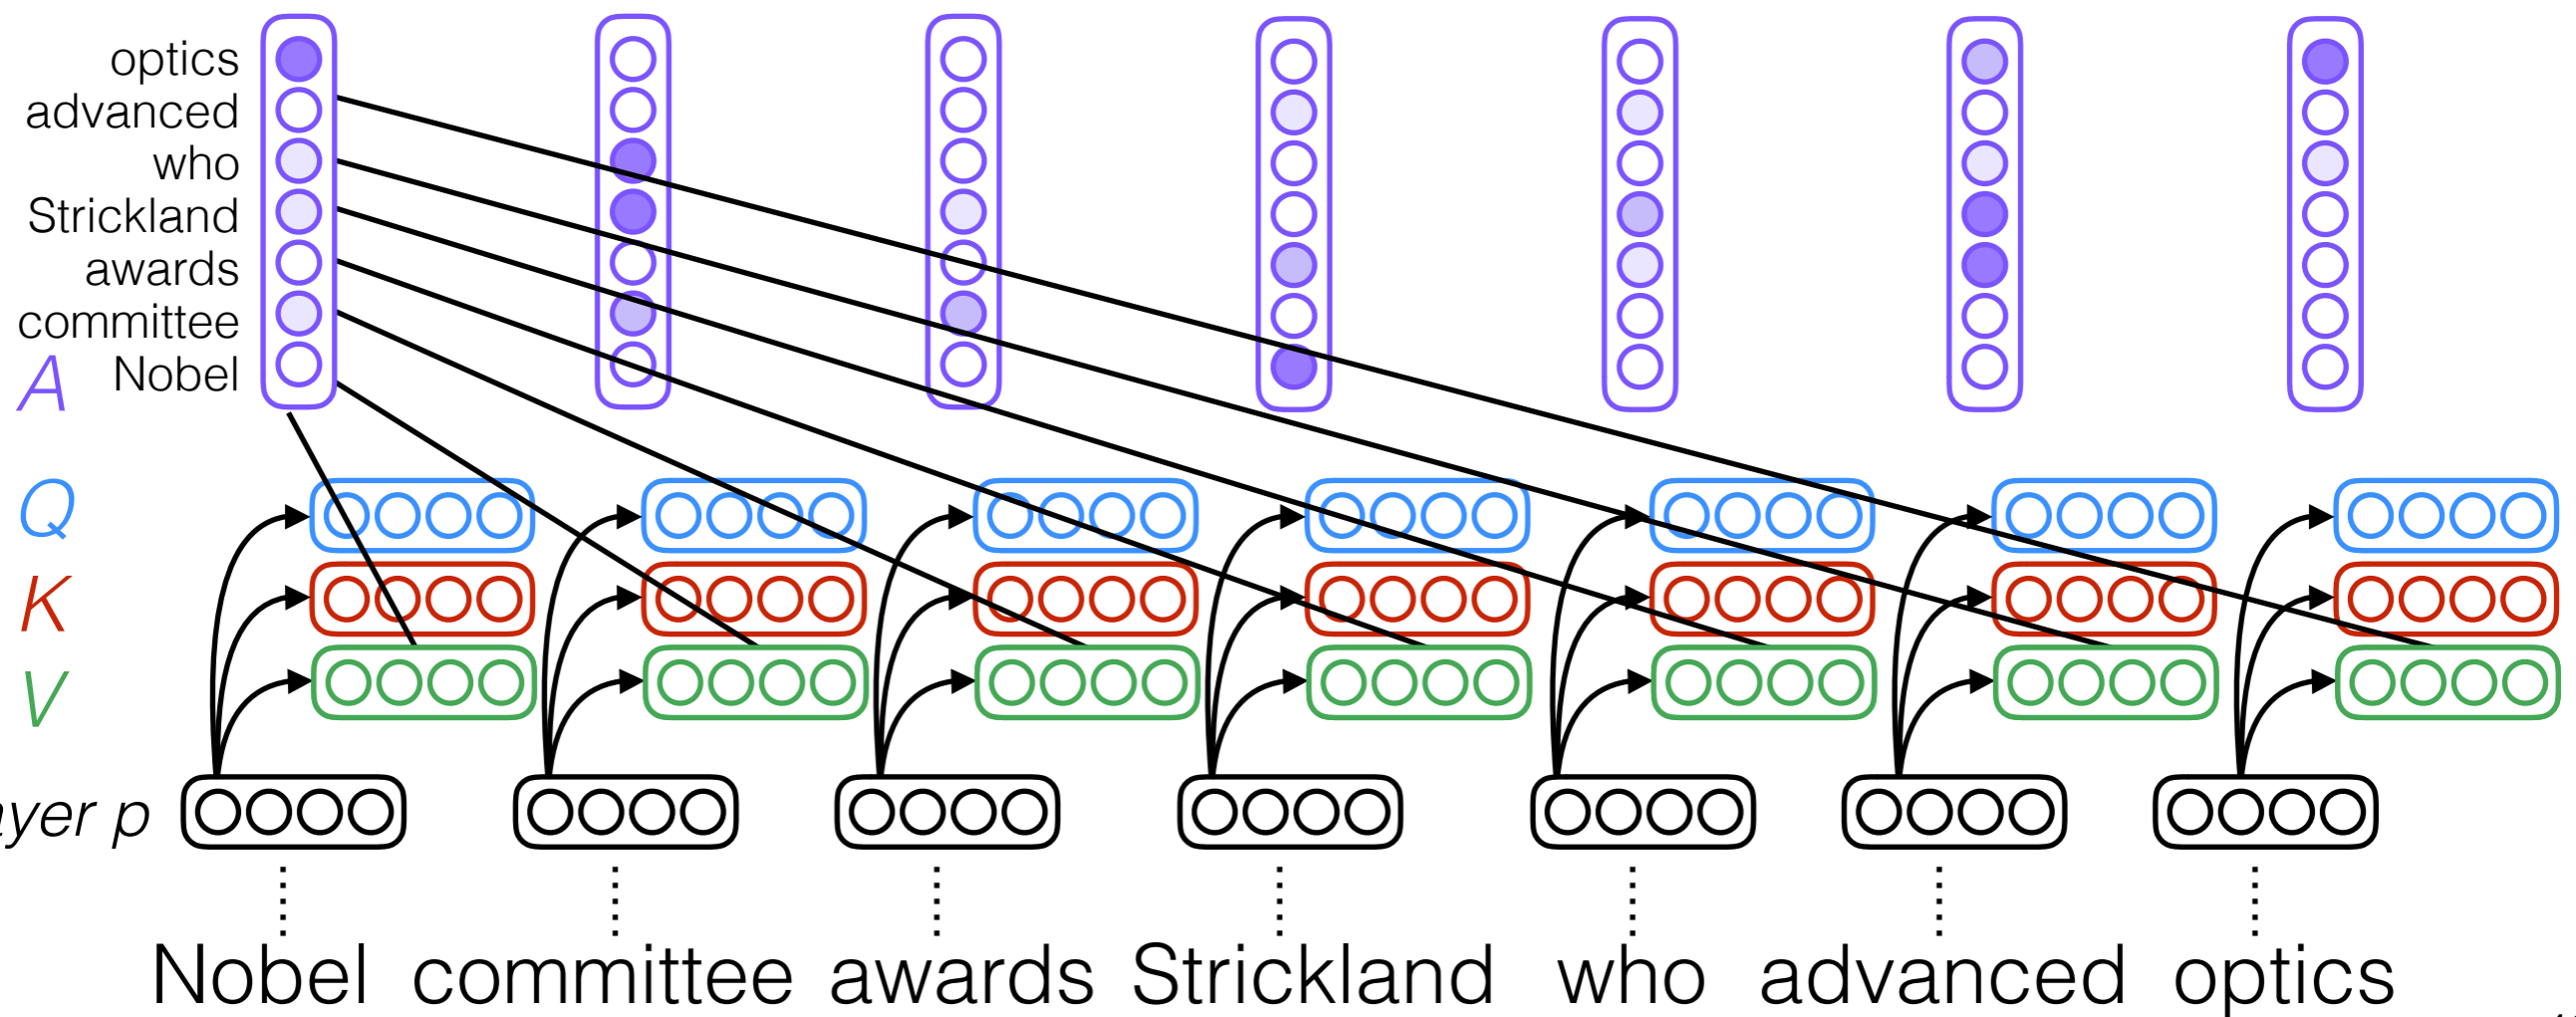 optics
advanced
who
Strickland
awards
committee
A Nobel
Q
K
V
ayer p
Nobel committee awards Strickland who advanced optics